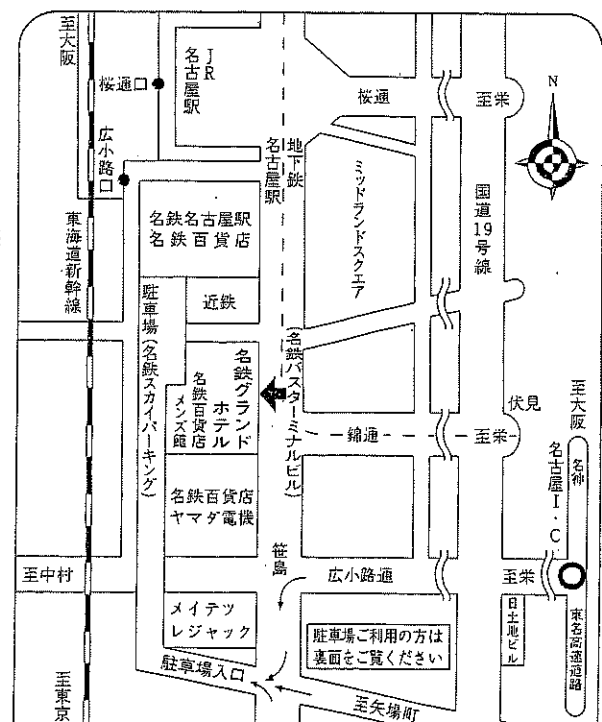 至大阪
桜通口
JR
名古屋駅
広小路口
東海道新幹線
名鉄名古屋駅
名鉄百貨店
近鉄
駐車場(名鉄スカイパーキング)
名鉄グランド
ホテル
名鉄百貨店
メンズ館
(名鉄バスターミナルビル)
地下鉄
名古屋駅
桜通
至栄
ミッドランドスクエア
国道19号線
N
伏見
錦通
至栄
至大阪
名神
名古屋I・C
名鉄百貨店
ヤマダ電機
笹島
至中村
広小路通
至栄
日土地ビル
東名高速道路
メイテツ
レジャック
駐車場ご利用の方は
裏面をご覧ください
駐車場入口
至矢場町
至東京